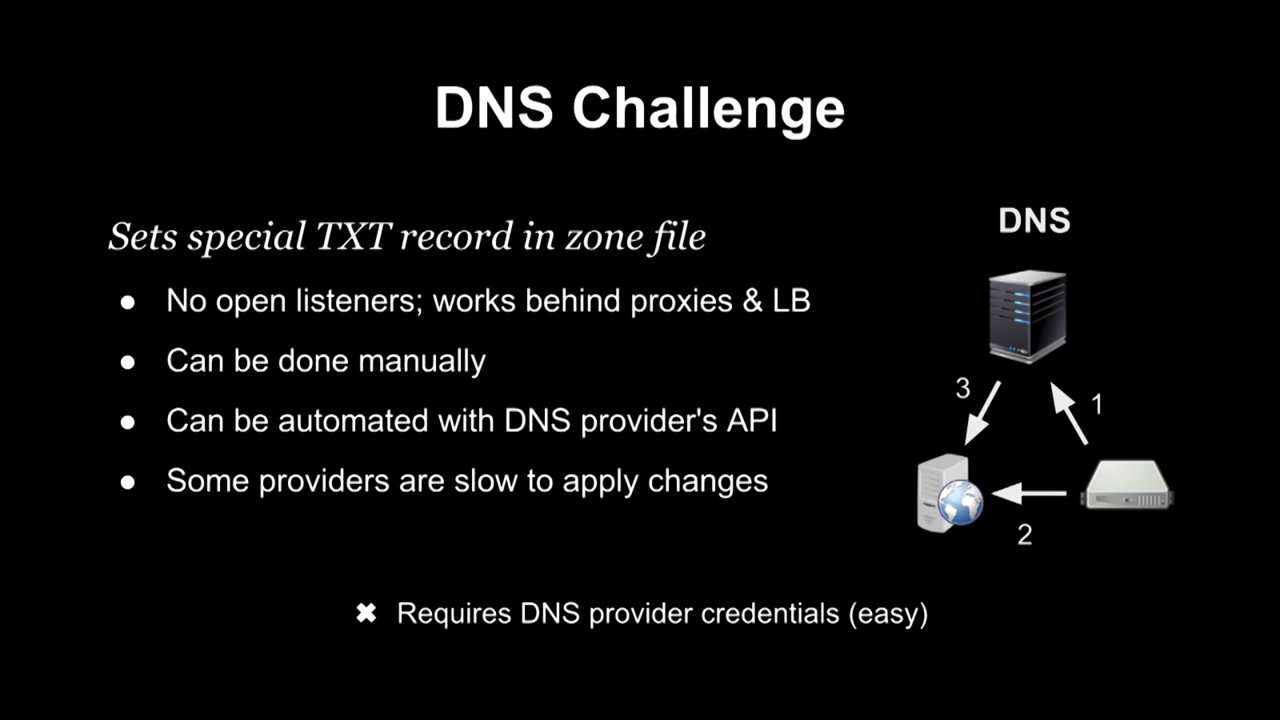 DNS Challenge
Sets special TXT record in zone file
● No open listeners; works behind proxies & LB
● Can be done manually
● Can be automated with DNS provider's API
● Some providers are slow to apply changes
DNS
3
1
2
✖ Requires DNS provider credentials (easy)